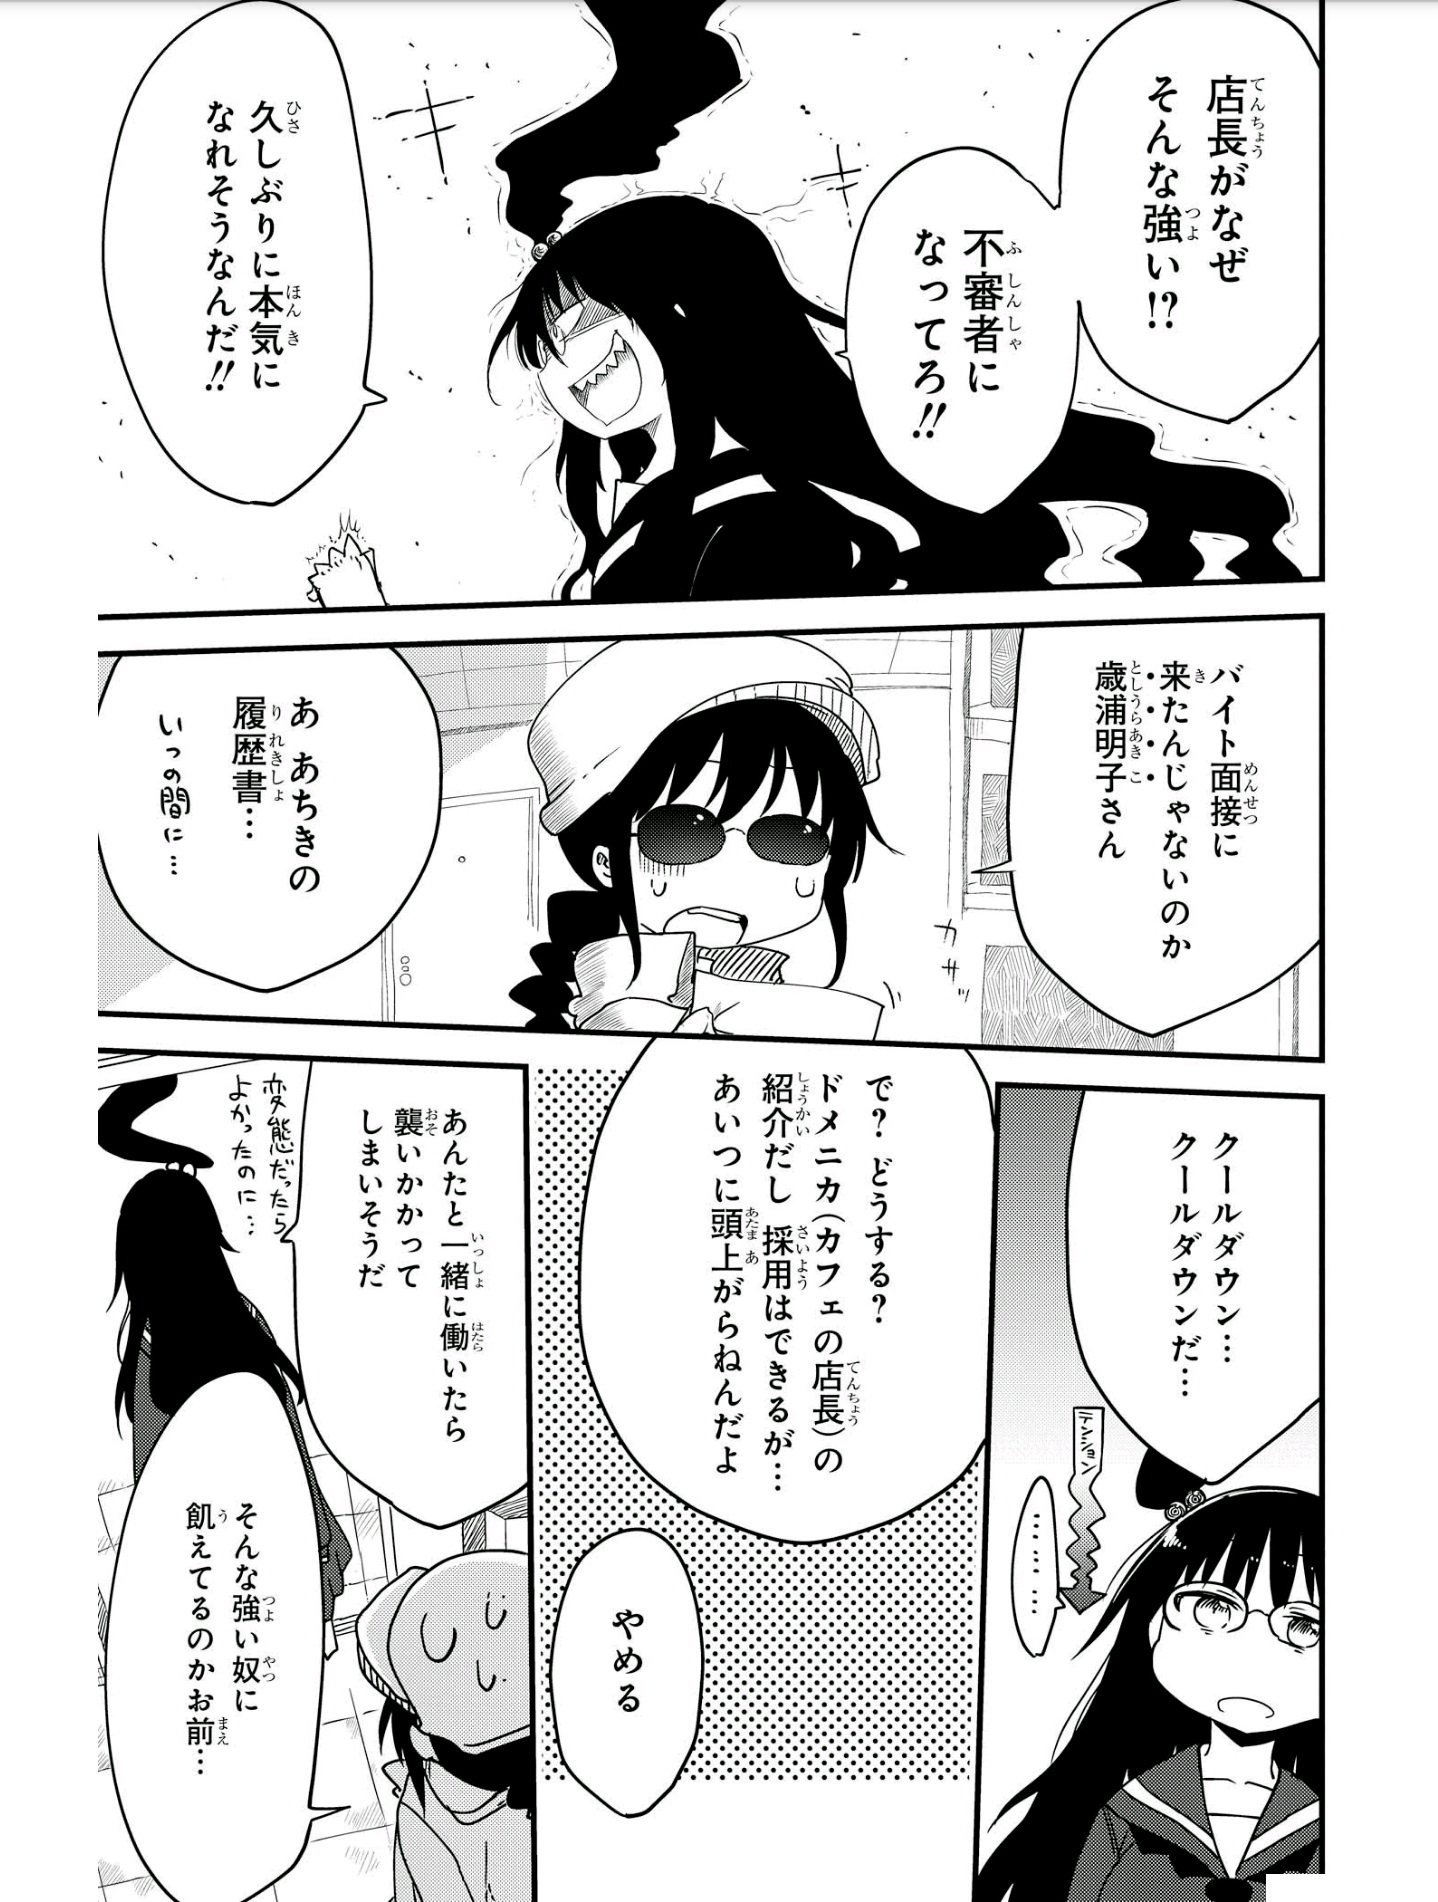 店長がなぜ
そんな強い!?
不審者に
なってろ!!
久しぶりに本気に
なれそうなんだ!!
バイト面接に
来たんじゃないのか
歳浦明子さん
カサッ
あ あちきの
履歴書…
いつの間に…
クールダウン…
クールダウンだ…
テンション
……
で? どうする?
ドメニカ(カフェの店長)の
紹介だし 採用はできるが…
あいつに頭上がらねんだよ
やめる
あんたと一緒に働いたら
襲いかかって
しまいそうだ
変態だったら
よかったのに…
そんな強い奴に
飢えてるのかお前…